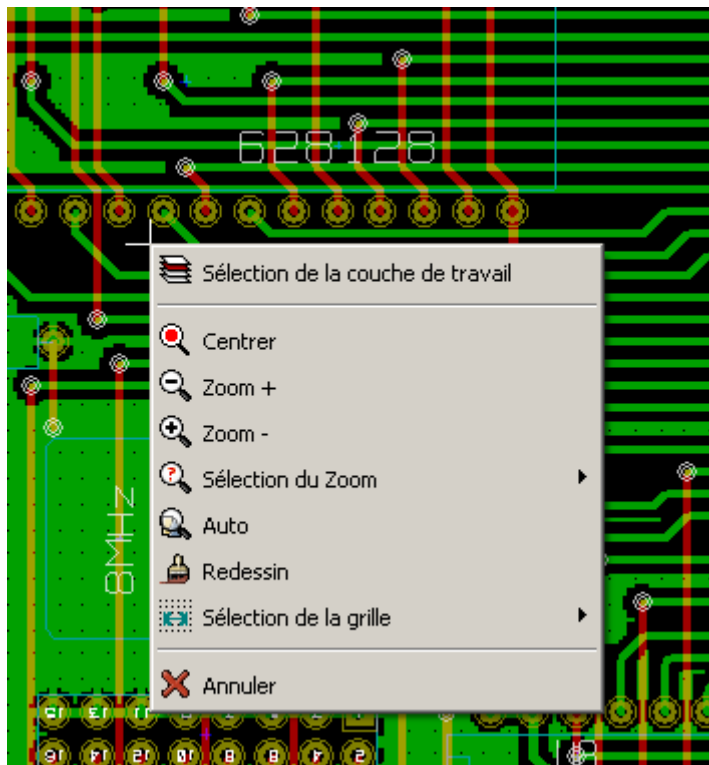 628128
Sélection de la couche de travail
Centrer
Zoom +
Zoom -
Sélection du Zoom
Auto
8MHz
Redessin
Sélection de la grille
Annuler